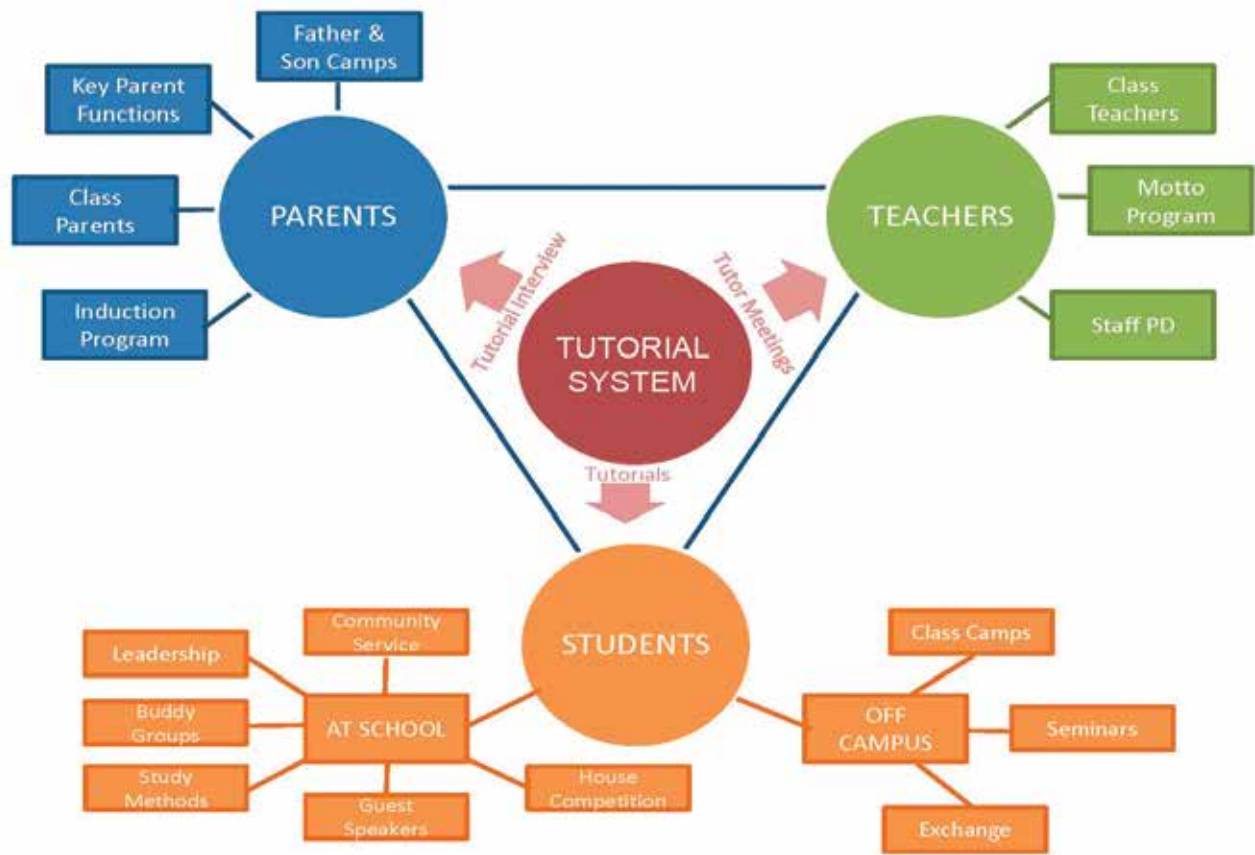 Father &
Son Camps
Key Parent
Functions
Class
Parents
Induction
Program
PARENTS
Class
Teachers
Motto
Program
Staff PD
TEACHERS
Tutorial Interview
Tutor Meetings
TUTORIAL
SYSTEM
Tutorials
STUDENTS
Community
Service
Leadership
Buddy
Groups
Study
Methods
AT SCHOOL
Guest
Speakers
House
Competition
OFF
CAMPUS
Class Camps
Seminars
Exchange